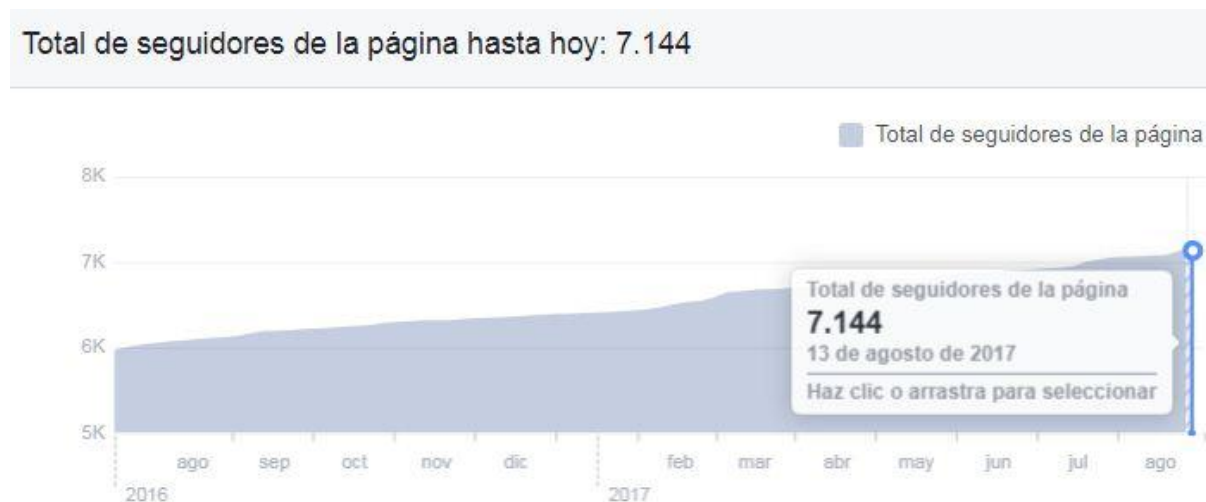 Total de seguidores de la página hasta hoy: 7.144
Total de seguidores de la página
8K
7K
6K
5K
Total de seguidores de la página
7.144
13 de agosto de 2017
Haz clic o arrastra para seleccionar
ago sep oct nov dic feb mar abr may jun jul ago
2016 2017